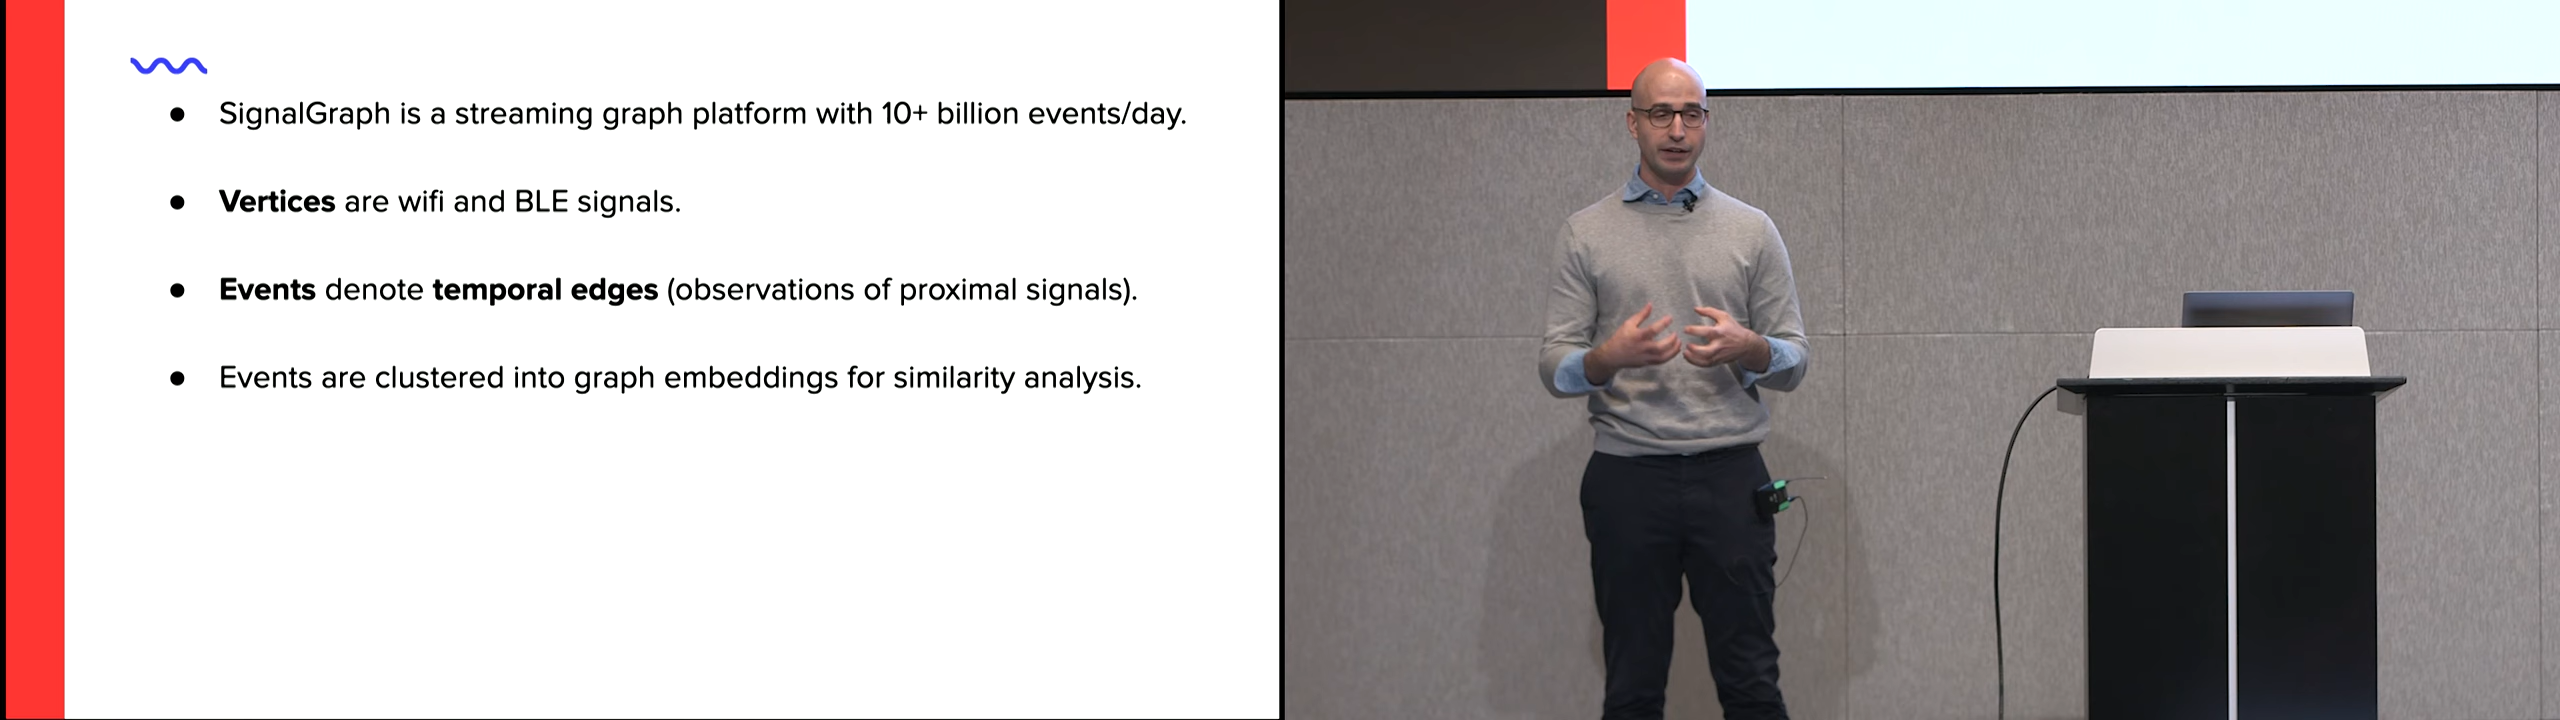 SignalGraph is a streaming graph platform with 10+ billion events/day.
Vertices are wifi and BLE signals.
Events denote temporal edges (observations of proximal signals).
Events are clustered into graph embeddings for similarity analysis.